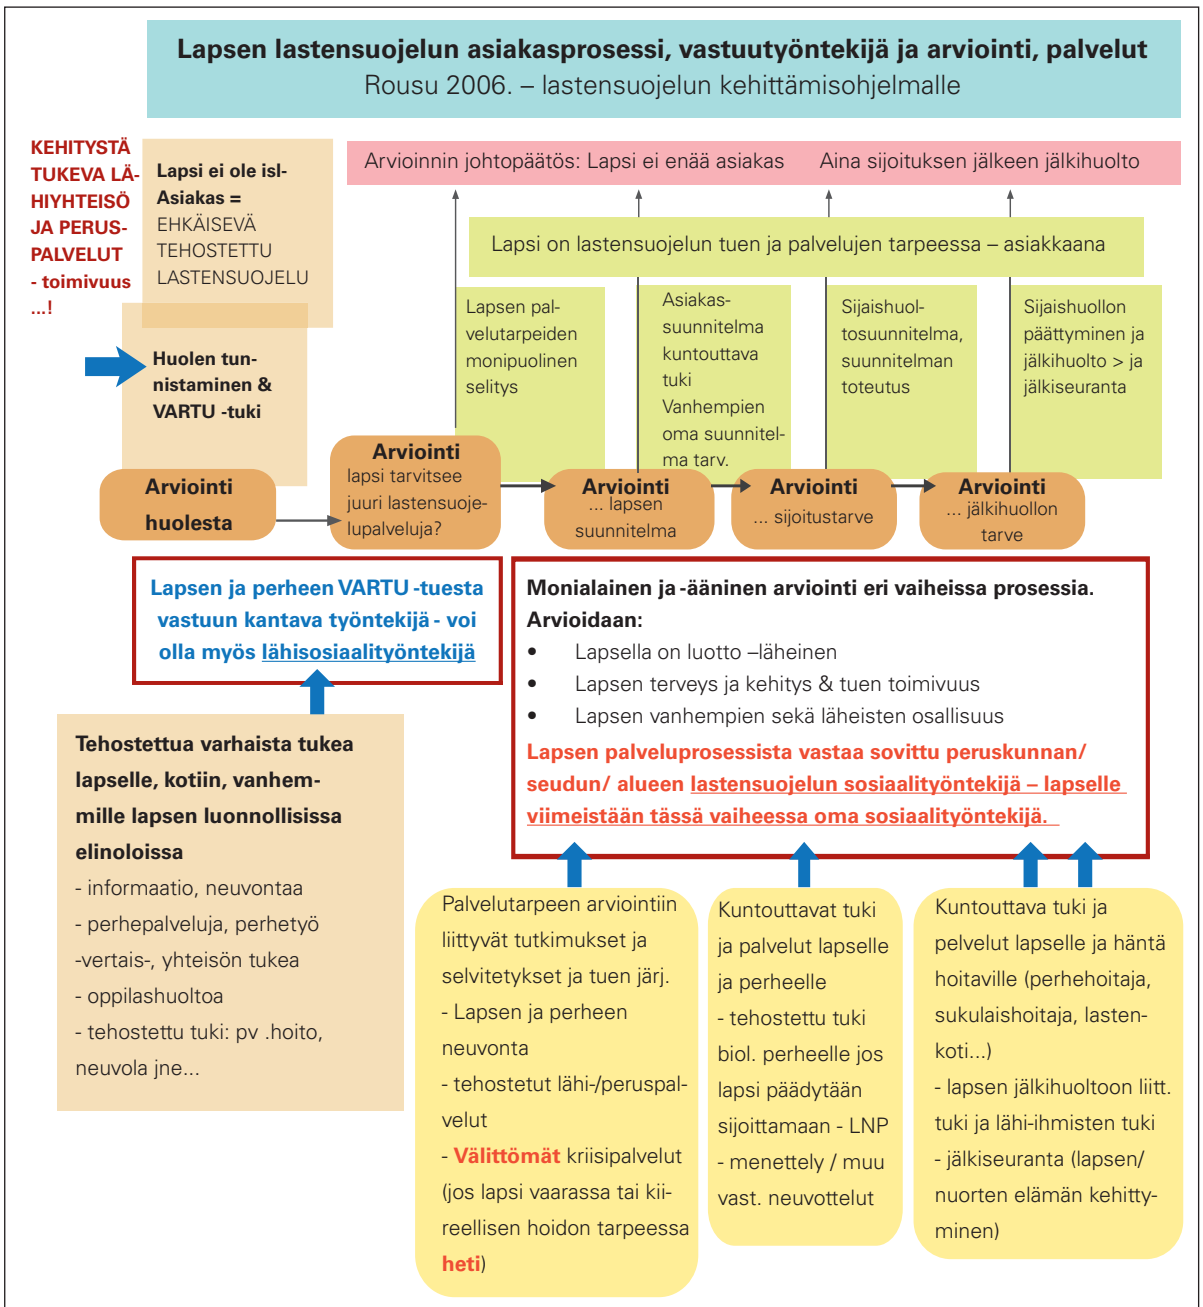 Lapsen lastensuojelun asiakasprosessi, vastuutyöntekijä ja arviointi, palvelut
Rousu 2006. – lastensuojelun kehittämisohjelmalle
KEHITYSTÄ
TUKEVA LÄ-
HIYHTEISÖ
JA PERUS-
PALVELUT
- toimivuus
...!
Lapsi ei ole isl-
Asiakas =
EHKÄISEVÄ
TEHOSTETTU
LASTENSUOJELU
Arvioinnin johtopäätös: Lapsi ei enää asiakas
Aina sijoituksen jälkeen jälkihuolto
Lapsi on lastensuojelun tuen ja palvelujen tarpeessa – asiakkaana
Huolen tun-
nistaminen &
VARTU -tuki
Lapsen pal-
velutarpeiden
monipuolinen
selitys
Asiakas-
suunnitelma
kuntouttava
tuki
Vanhempien
oma suunnitel-
ma tarv.
Sijaishuol-
tosuunnitelma,
suunnitelman
toteutus
Sijaishuollon
päättyminen ja
jälkihuolto > ja
jälkiseuranta
Arviointi
huolesta
Arviointi
lapsi tarvitsee
juuri lastensuoje-
lupalveluja?
Arviointi
... lapsen
suunnitelma
Arviointi
... sijoitustarve
Arviointi
... jälkihuollon
tarve
Lapsen ja perheen VARTU -tuesta
vastuun kantava työntekijä - voi
olla myös lähisosiaalityöntekijä
Monialainen ja -ääninen arviointi eri vaiheissa prosessia.
Arvioidaan:
• Lapsella on luotto –läheinen
• Lapsen terveys ja kehitys & tuen toimivuus
• Lapsen vanhempien sekä läheisten osallisuus
Lapsen palveluprosessista vastaa sovittu peruskunnan/
seudun/ alueen lastensuojelun sosiaalityöntekijä – lapselle
viimeistään tässä vaiheessa oma sosiaalityöntekijä.
Tehostettua varhaista tukea
lapselle, kotiin, vanhem-
mille lapsen luonnollisissa
elinoloissa
- informaatio, neuvontaa
- perhepalveluja, perhetyö
-vertais-, yhteisön tukea
- oppilashuoltoa
- tehostettu tuki: pv .hoito,
neuvola jne...
Palvelutarpeen arviointiin
liittyvät tutkimukset ja
selvitetykset ja tuen järj.
- Lapsen ja perheen
neuvonta
- tehostetut lähi-/peruspal-
velut
- Välittömät kriisipalvelut
(jos lapsi vaarassa tai kii-
reellisen hoidon tarpeessa
heti)
Kuntouttavat tuki
ja palvelut lapselle
ja perheelle
- tehostettu tuki
biol. perheelle jos
lapsi päädytään
sijoittamaan - LNP
- menettely / muu
vast. neuvottelut
Kuntouttava tuki ja
pelvelut lapselle ja häntä
hoitaville (perhehoitaja,
sukulaishoitaja, lasten-
koti...)
- lapsen jälkihuoltoon liitt.
tuki ja lähi-ihmisten tuki
- jälkiseuranta (lapsen/
nuorten elämän kehitty-
minen)